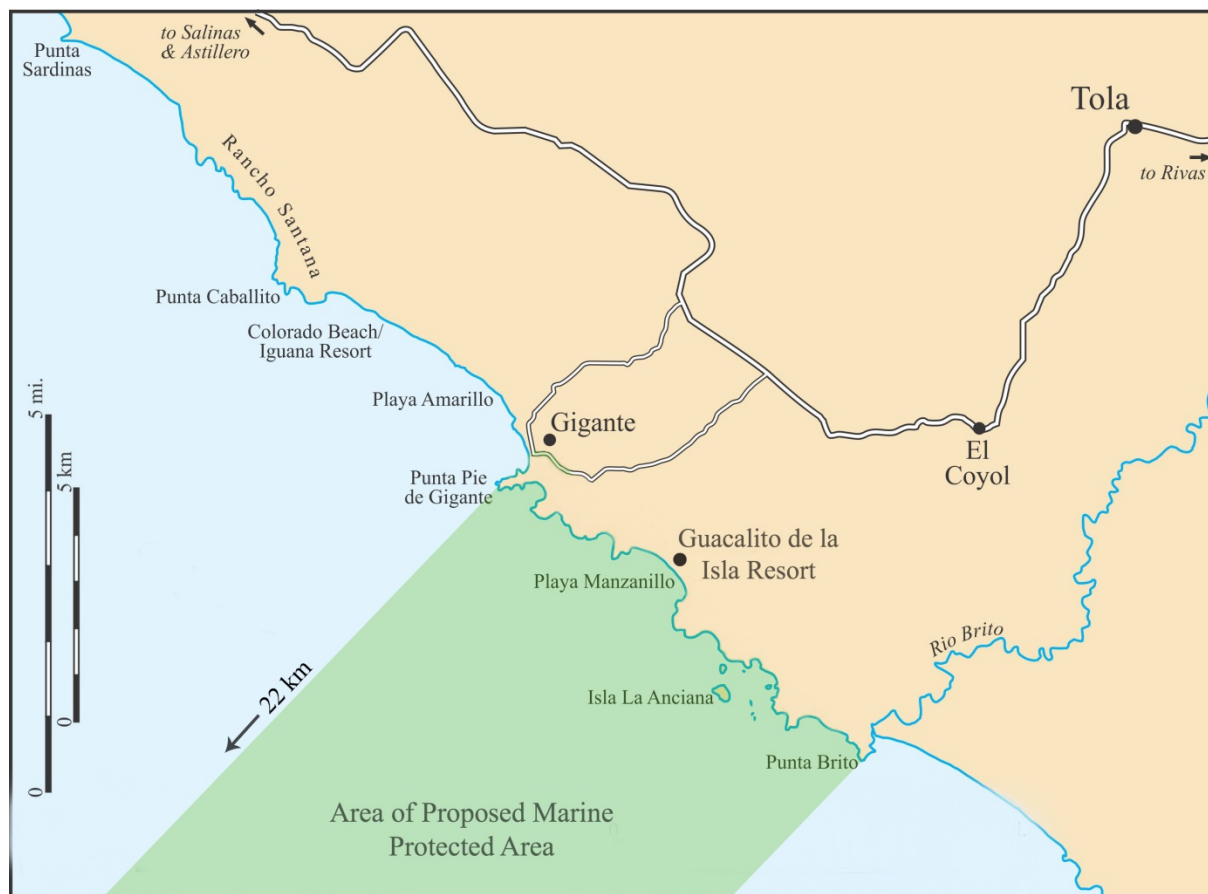 Punta
Sardinas
to Salinas
& Astillero
Tola
to Rivas
Rancho Santana
Punta Caballito
Colorado Beach/
Iguana Resort
Playa Amarillo
Gigante
El
Coyol
Punta Pie
de Gigante
5 mi.
5 km
0
0
Guacalito de la
Isla Resort
Playa Manzanillo
Rio Brito
Isla La Anciana
22 km
Punta Brito
Area of Proposed Marine
Protected Area